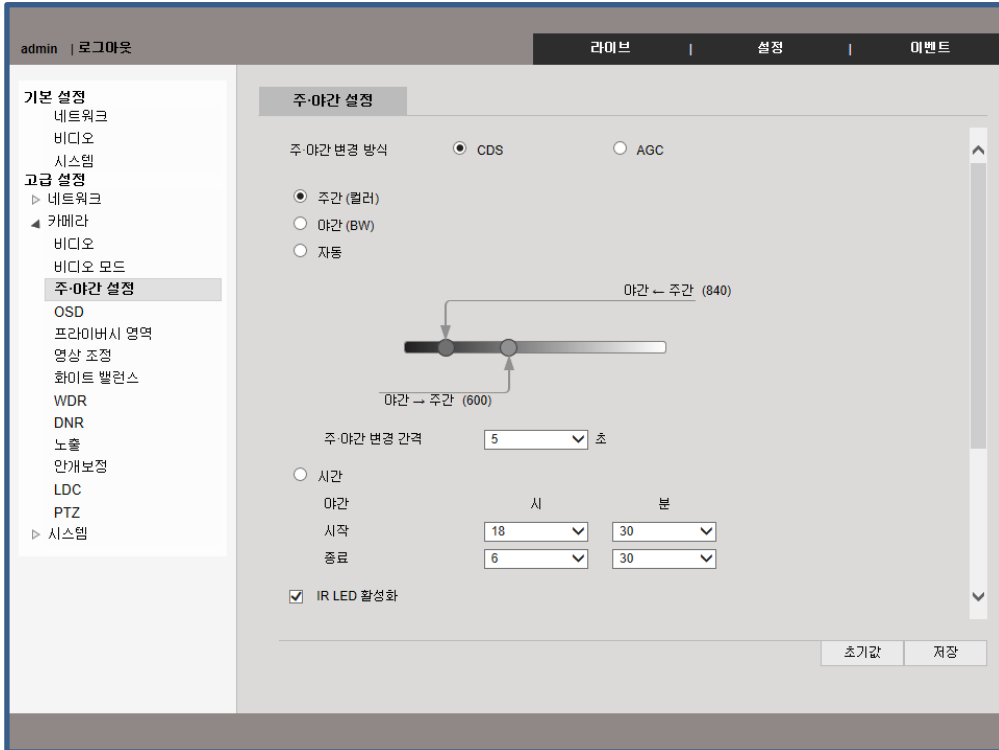 admin | 로그아웃
라이브 | 설정 | 이벤트
기본 설정
네트워크
비디오
시스템
고급 설정
네트워크
카메라
비디오
비디오 모드
주·야간 설정
OSD
프라이버시 영역
영상 조정
화이트 밸런스
WDR
DNR
노출
안개보정
LDC
PTZ
시스템
주·야간 설정
주·야간 변경 방식 CDS AGC
주간 (컬러)
야간 (BW)
자동
야간 ← 주간 (840)
야간 → 주간 (600)
주·야간 변경 간격 5 초
시간
야간 시 분
시작 18 30
종료 6 30
IR LED 활성화
초기값 저장